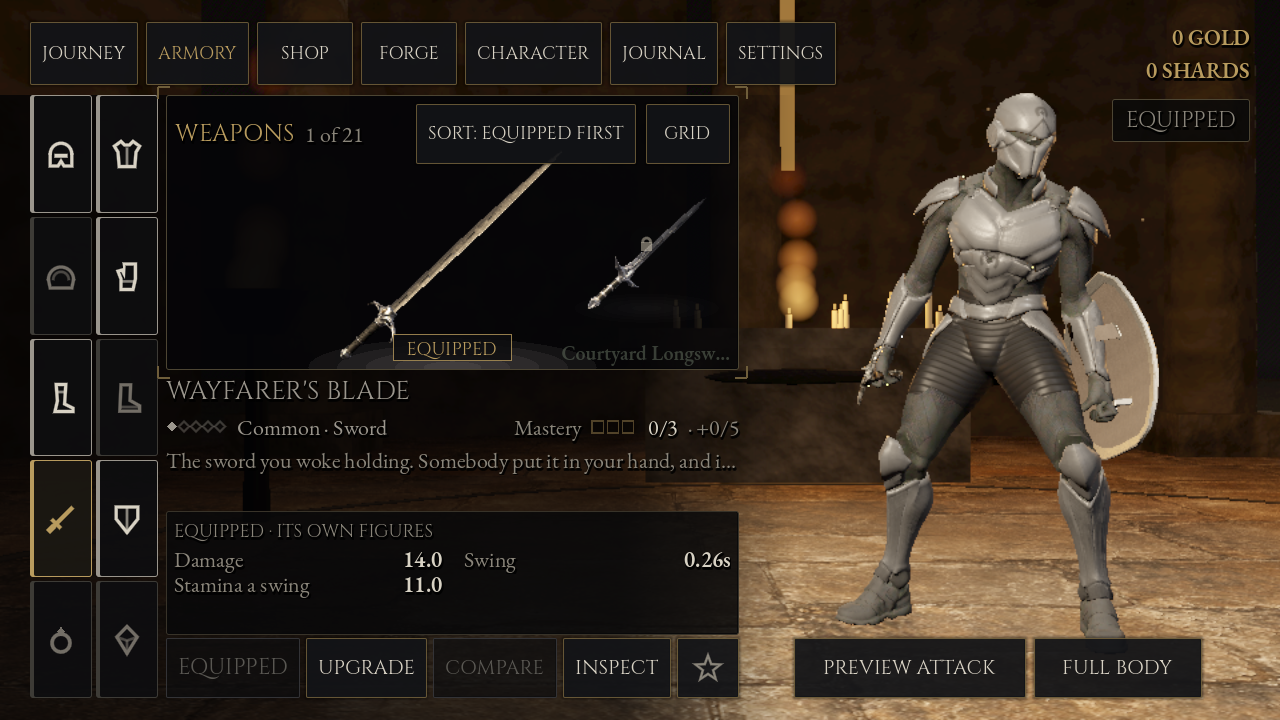 JOURNEY ARMORY SHOP FORGE CHARACTER JOURNAL SETTINGS
0 GOLD
0 SHARDS
EQUIPPED
WEAPONS 1 of 21 SORT: EQUIPPED FIRST GRID
EQUIPPED Courtyard Longsw...
WAYFARER'S BLADE
Common · Sword Mastery 0/3 · +0/5
The sword you woke holding. Somebody put it in your hand, and i...
EQUIPPED · ITS OWN FIGURES
Damage 14.0 Swing 0.26s
Stamina a swing 11.0
EQUIPPED UPGRADE COMPARE INSPECT PREVIEW ATTACK FULL BODY